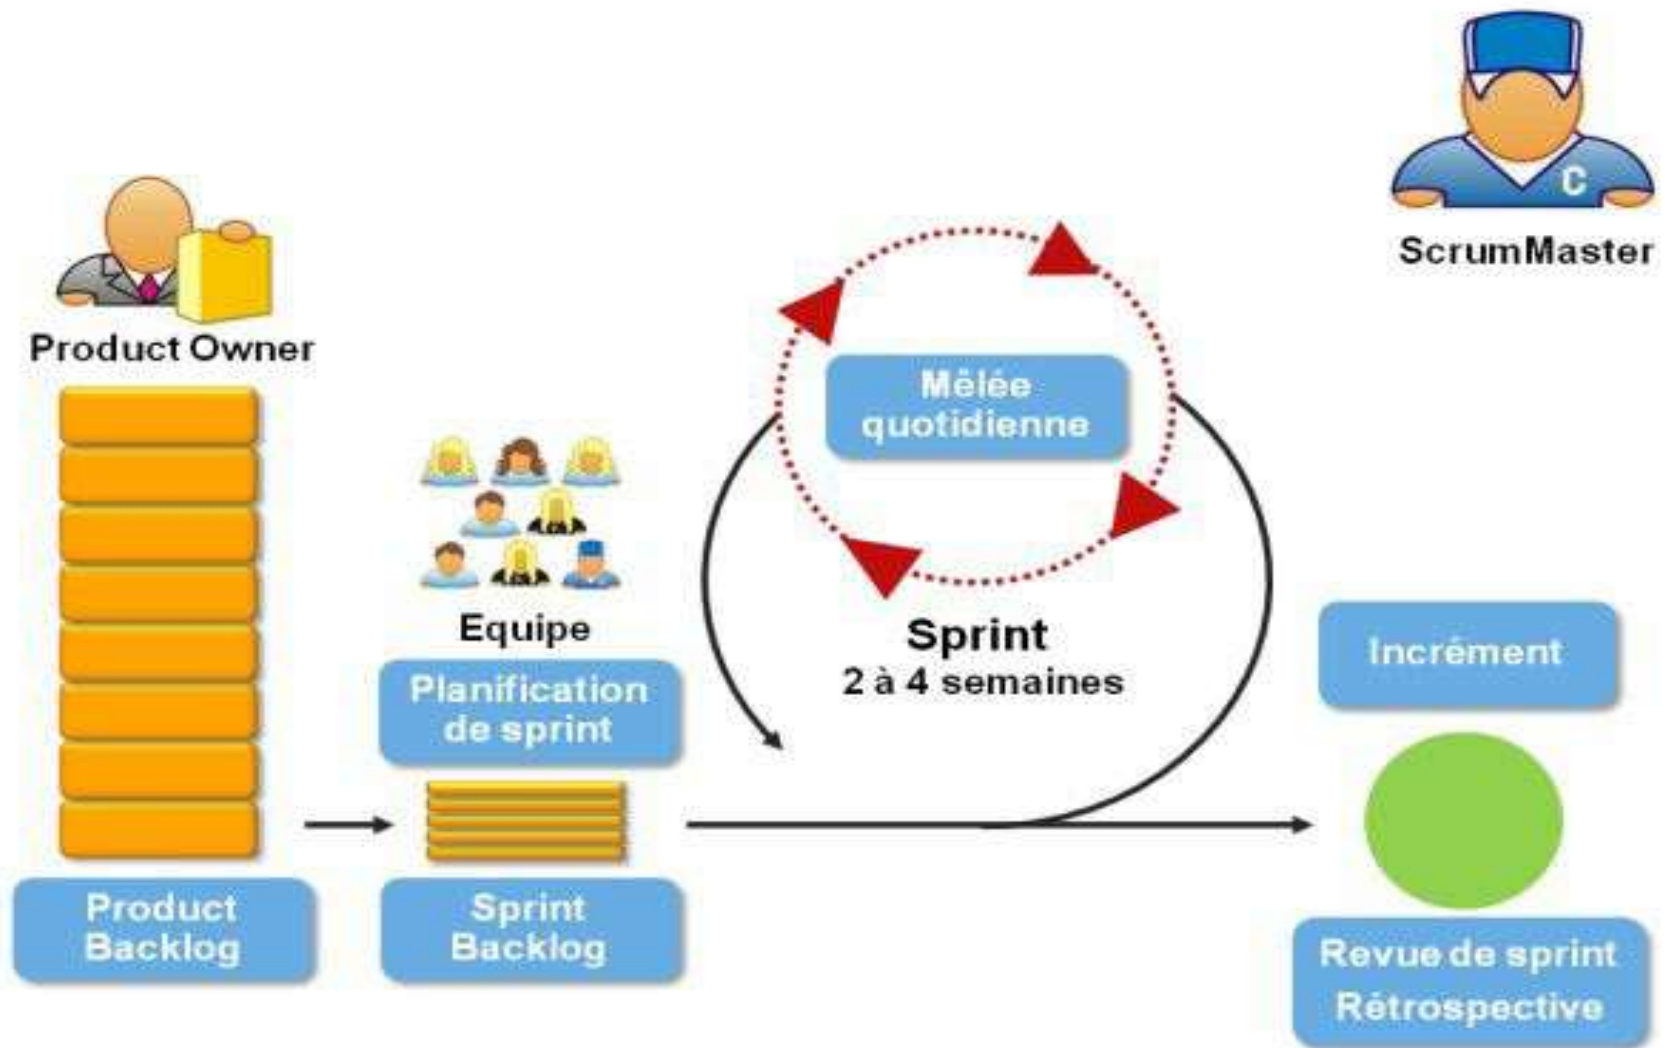 C
ScrumMaster
Product Owner
Mêlée
quotidienne
Equipe
Sprint
2 à 4 semaines
Planification
de sprint
Incrément
Product
Backlog
Sprint
Backlog
Revue de sprint
Rétrospective